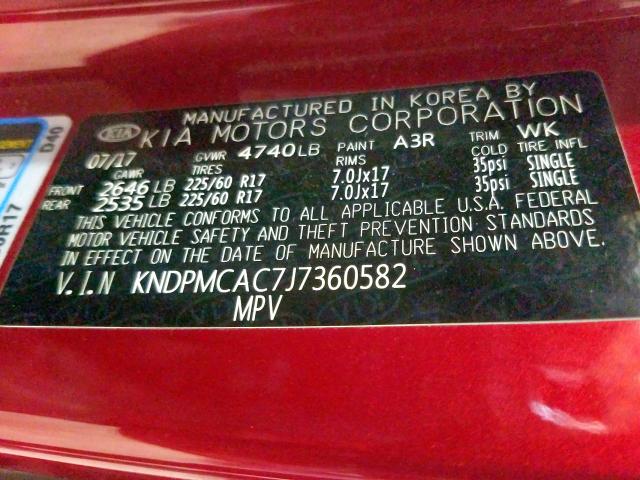 MANUFACTURED IN KOREA BY
KIA KIA MOTORS CORPORATION
07/17 GVWR 4740LB PAINT A3R TRIM WK
GAWR TIRES RIMS COLD TIRE INFL
FRONT 2646 LB 225/60 R17 7.0Jx17 35psi SINGLE
REAR 2535 LB 225/60 R17 7.0Jx17 35psi SINGLE
THIS VEHICLE CONFORMS TO ALL APPLICABLE U.S.A. FEDERAL
MOTOR VEHICLE SAFETY AND THEFT PREVENTION STANDARDS
IN EFFECT ON THE DATE OF MANUFACTURE SHOWN ABOVE.
V.I.N KNDPMCAC7J7360582
MPV
D40
R17